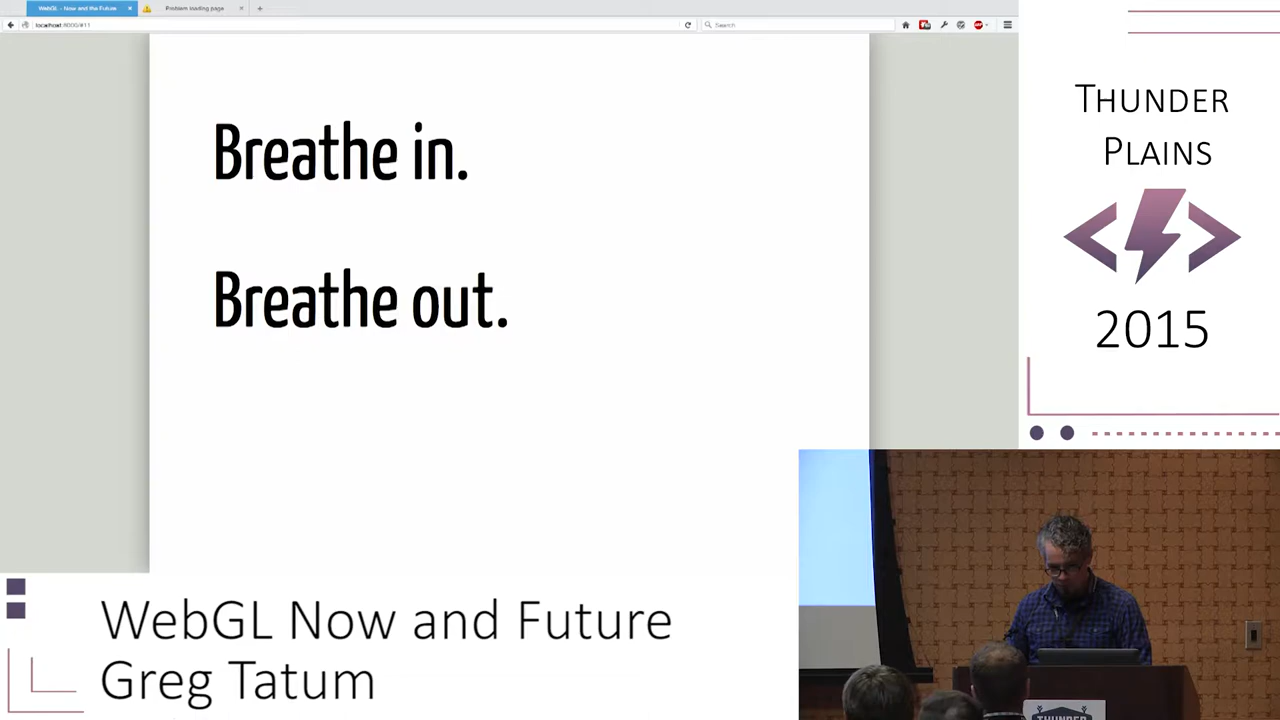 WebGL - Now and the Future
Problem loading page
localhost:8000/#11
Search
Breathe in.
Breathe out.
THUNDER
PLAINS
2015
WebGL Now and Future
Greg Tatum
THUNDER